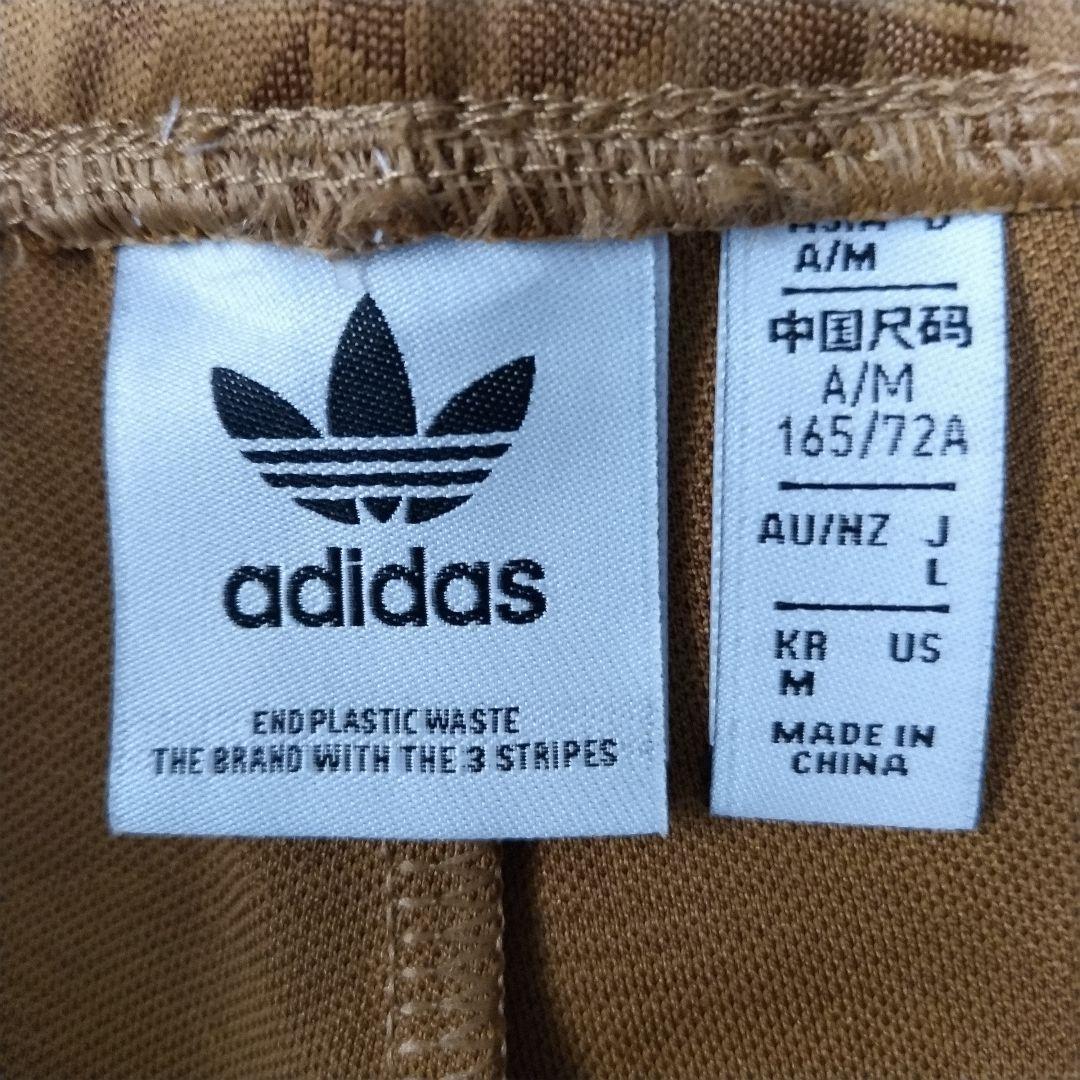 adidas
END PLASTIC WASTE
THE BRAND WITH THE 3 STRIPES
A/M
中国尺码
A/M
165/72A
AU/NZ J
L
KR US
M
MADE IN
CHINA